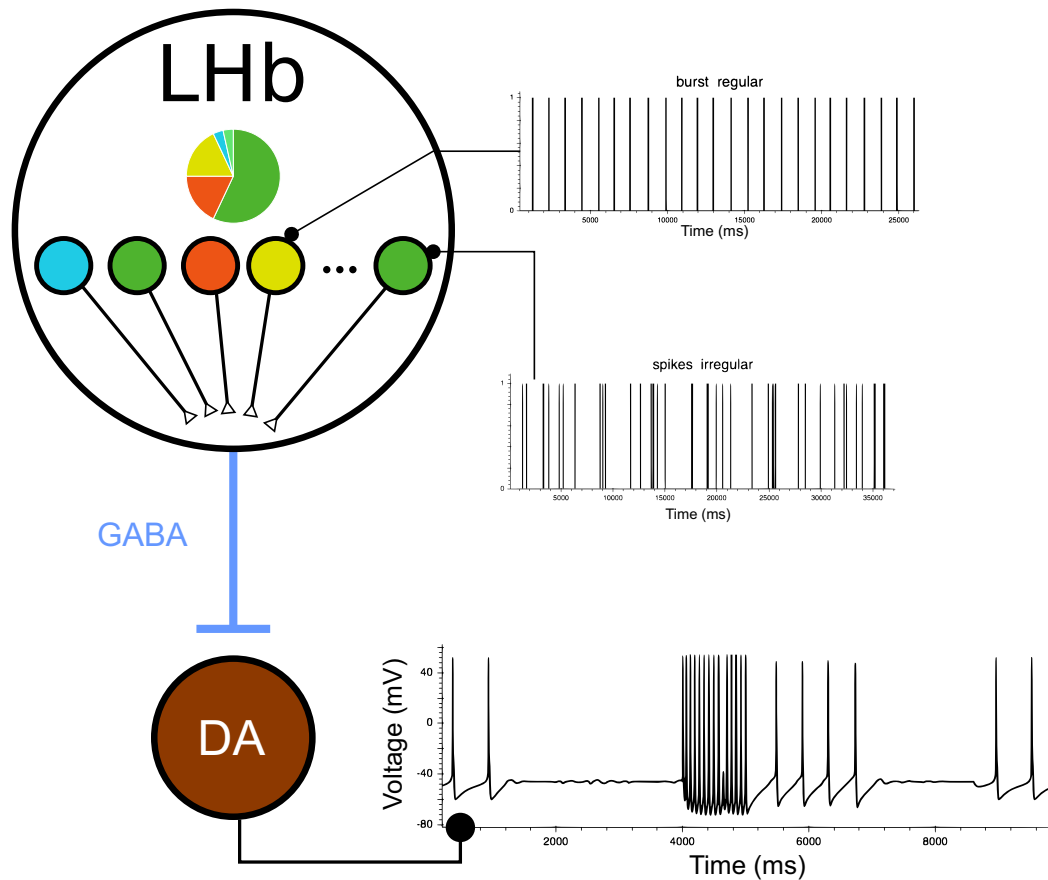 LHb
burst regular
1
0
5000 10000 15000 20000 25000
Time (ms)
spikes irregular
1
0
5000 10000 15000 20000 25000 30000 35000
Time (ms)
GABA
DA
Voltage (mV)
40
0
-40
-80
2000 4000 6000 8000
Time (ms)